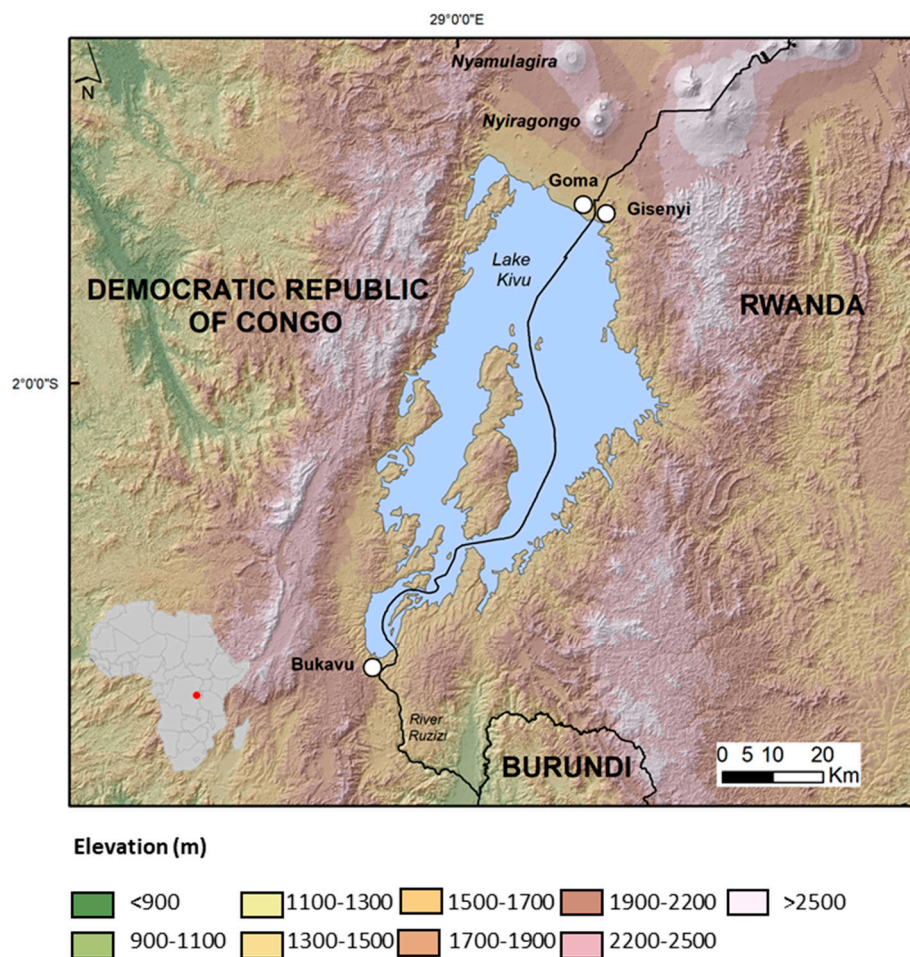 29°0'0"E
N
Nyamulagira
Nyiragongo
Goma
Gisenyi
Lake
Kivu
DEMOCRATIC REPUBLIC
OF CONGO
RWANDA
2°0'0"S
Bukavu
River
Ruzizi
BURUNDI
0 5 10 20
Km
Elevation (m)
<900 1100-1300 1500-1700 1900-2200 >2500
900-1100 1300-1500 1700-1900 2200-2500